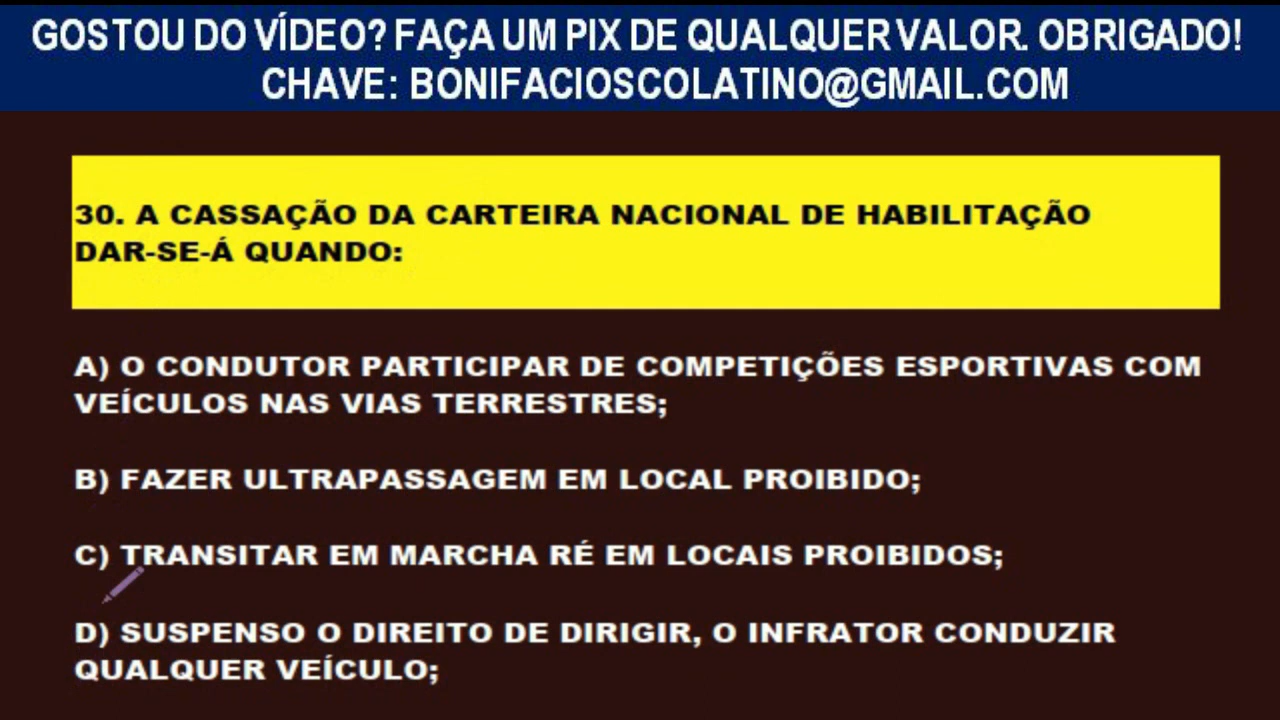 GOSTOU DO VÍDEO? FAÇA UM PIX DE QUALQUER VALOR. OBRIGADO!
CHAVE: BONIFACIOSCOLATINO@GMAIL.COM
30. A CASSAÇÃO DA CARTEIRA NACIONAL DE HABILITAÇÃO
DAR-SE-Á QUANDO:
A) O CONDUTOR PARTICIPAR DE COMPETIÇÕES ESPORTIVAS COM
VEÍCULOS NAS VIAS TERRESTRES;
B) FAZER ULTRAPASSAGEM EM LOCAL PROIBIDO;
C) TRANSITAR EM MARCHA RÉ EM LOCAIS PROIBIDOS;
D) SUSPENSO O DIREITO DE DIRIGIR, O INFRATOR CONDUZIR
QUALQUER VEÍCULO;